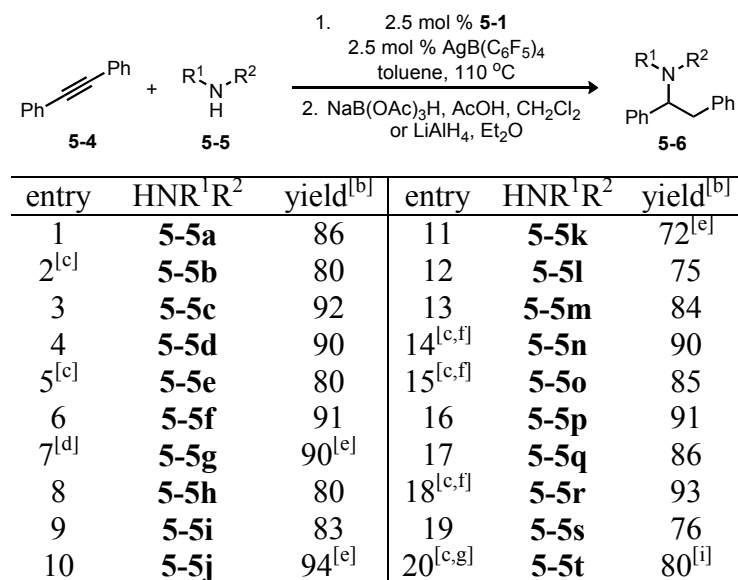 1. 2.5 mol % 5-1
2.5 mol % AgB(C6F5)4
toluene, 110 °C
2. NaB(OAc)3H, AcOH, CH2Cl2
or LiAlH4, Et2O
Ph
Ph
5-4
+
R1 R2
N
H
5-5
R1 R2
N
Ph Ph
5-6
entry HNR1R2 yield[b] entry HNR1R2 yield[b]
1 5-5a 86 11 5-5k 72[e]
2[c] 5-5b 80 12 5-5l 75
3 5-5c 92 13 5-5m 84
4 5-5d 90 14[c,f] 5-5n 90
5[c] 5-5e 80 15[c,f] 5-5o 85
6 5-5f 91 16 5-5p 91
7[d] 5-5g 90[e] 17 5-5q 86
8 5-5h 80 18[c,f] 5-5r 93
9 5-5i 83 19 5-5s 76
10 5-5j 94[e] 20[c,g] 5-5t 80[i]